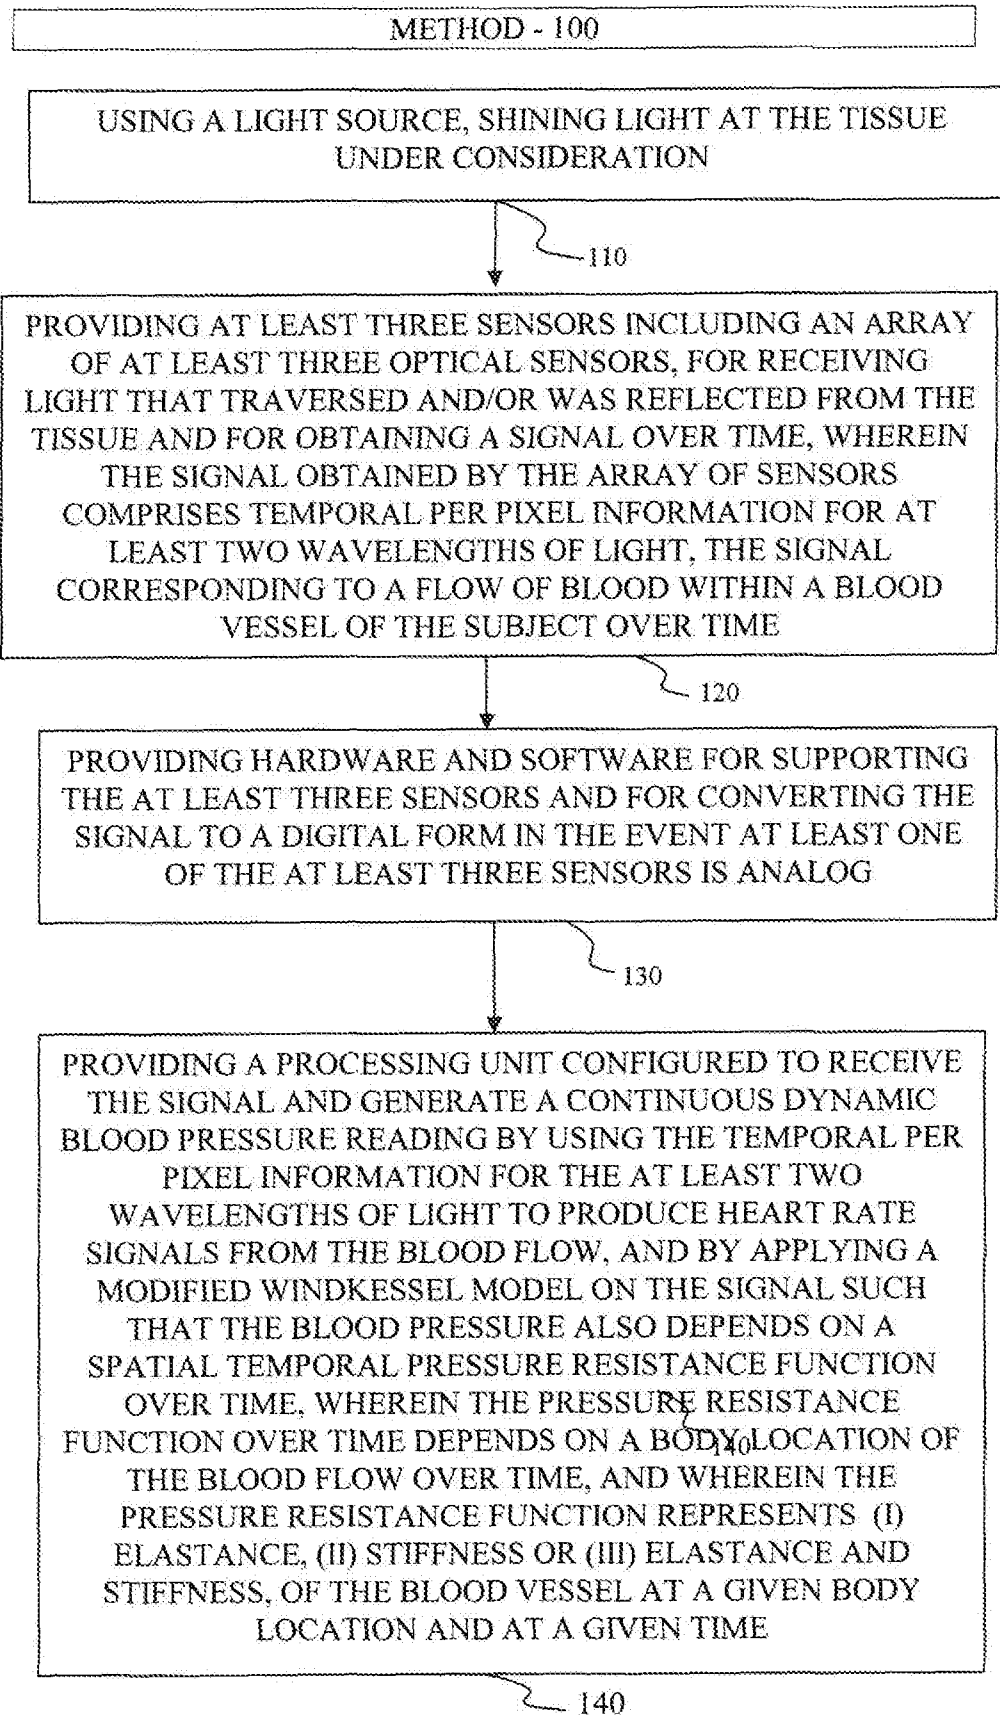 METHOD - 100
USING A LIGHT SOURCE, SHINING LIGHT AT THE TISSUE
UNDER CONSIDERATION
110
PROVIDING AT LEAST THREE SENSORS INCLUDING AN ARRAY
OF AT LEAST THREE OPTICAL SENSORS, FOR RECEIVING
LIGHT THAT TRAVERSED AND/OR WAS REFLECTED FROM THE
TISSUE AND FOR OBTAINING A SIGNAL OVER TIME, WHEREIN
THE SIGNAL OBTAINED BY THE ARRAY OF SENSORS
COMPRISES TEMPORAL PER PIXEL INFORMATION FOR AT
LEAST TWO WAVELENGTHS OF LIGHT, THE SIGNAL
CORRESPONDING TO A FLOW OF BLOOD WITHIN A BLOOD
VESSEL OF THE SUBJECT OVER TIME
120
PROVIDING HARDWARE AND SOFTWARE FOR SUPPORTING
THE AT LEAST THREE SENSORS AND FOR CONVERTING THE
SIGNAL TO A DIGITAL FORM IN THE EVENT AT LEAST ONE
OF THE AT LEAST THREE SENSORS IS ANALOG
130
PROVIDING A PROCESSING UNIT CONFIGURED TO RECEIVE
THE SIGNAL AND GENERATE A CONTINUOUS DYNAMIC
BLOOD PRESSURE READING BY USING THE TEMPORAL PER
PIXEL INFORMATION FOR THE AT LEAST TWO
WAVELENGTHS OF LIGHT TO PRODUCE HEART RATE
SIGNALS FROM THE BLOOD FLOW, AND BY APPLYING A
MODIFIED WINDKESSEL MODEL ON THE SIGNAL SUCH
THAT THE BLOOD PRESSURE ALSO DEPENDS ON A
SPATIAL TEMPORAL PRESSURE RESISTANCE FUNCTION
OVER TIME, WHEREIN THE PRESSURE RESISTANCE
FUNCTION OVER TIME DEPENDS ON A BODY LOCATION OF
THE BLOOD FLOW OVER TIME, AND WHEREIN THE
PRESSURE RESISTANCE FUNCTION REPRESENTS (I)
ELASTANCE, (II) STIFFNESS OR (III) ELASTANCE AND
STIFFNESS, OF THE BLOOD VESSEL AT A GIVEN BODY
LOCATION AND AT A GIVEN TIME
140